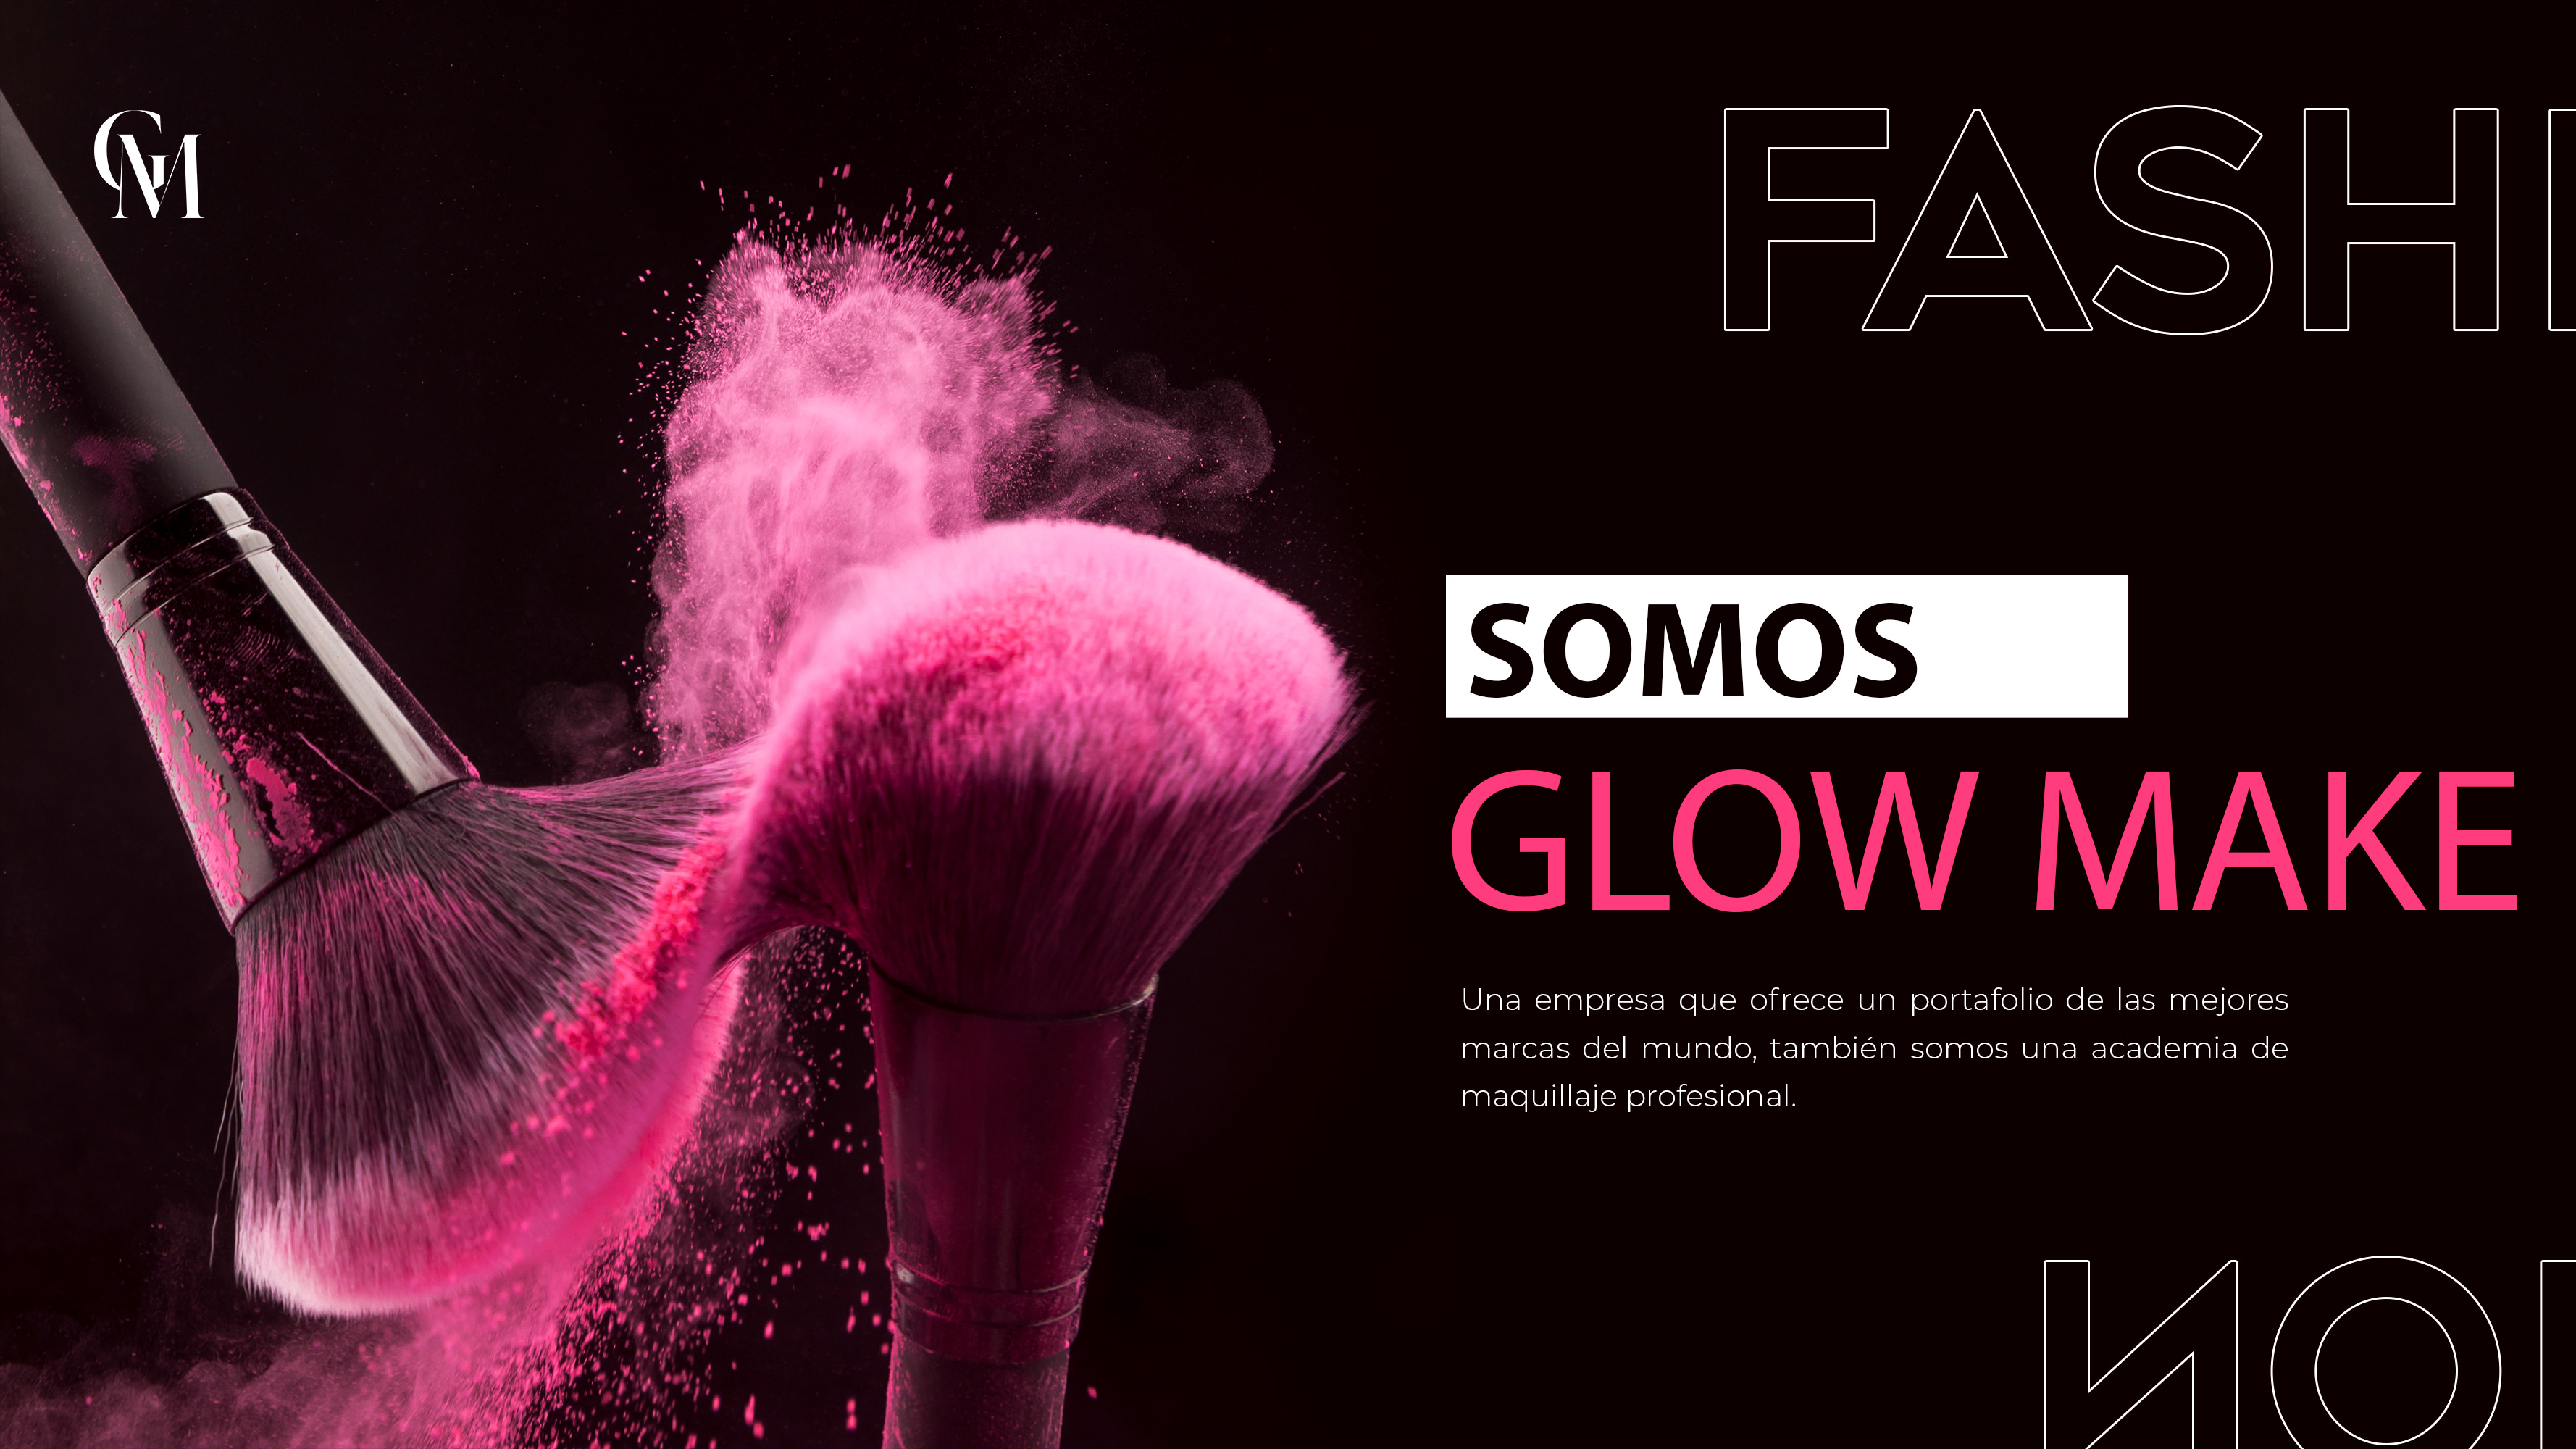 GM
FASHI
SOMOS
GLOW MAKE
Una empresa que ofrece un portafolio de las mejores
marcas del mundo, también somos una academia de
maquillaje profesional.
NOI